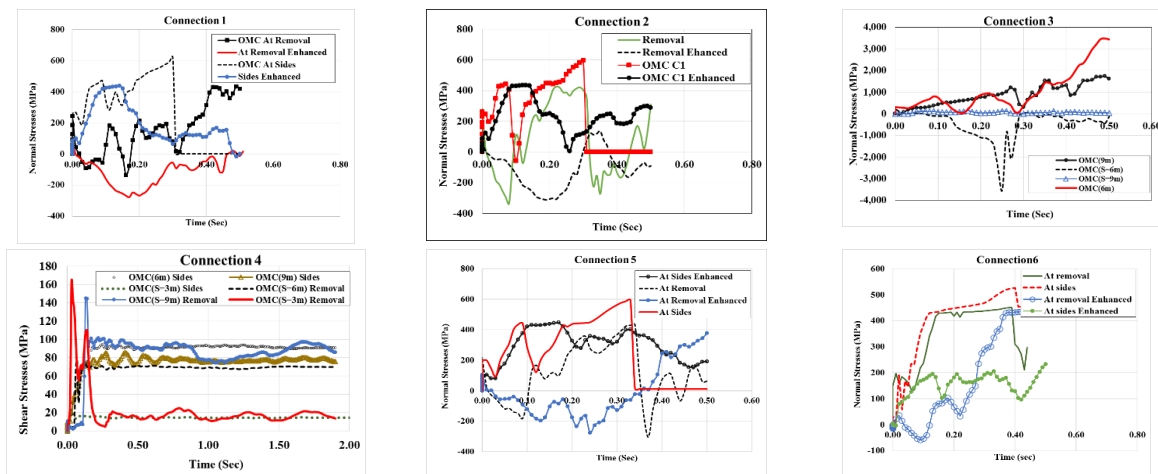 Connection 1
800
600
400
200
0
-200
-400
0.00
0.20
0.40
0.60
0.80
Normal Stresses (MPa)
Time (Sec)
OMC At Removal
At Removal Enhanced
OMC At Sides
Sides Enhanced
Connection 2
800
600
400
200
0
-200
-400
0.00
0.20
0.40
0.60
0.80
Normal Stresses (MPa)
Time (Sec)
Removal
Removal Ehanced
OMC C1
OMC C1 Enhanced
Connection 3
4,000
3,000
2,000
1,000
0
-1,000
-2,000
-3,000
-4,000
0.00
0.10
0.20
0.30
0.40
0.50
0.60
Normal Stresses (MPa)
Time (Sec)
OMC(9m)
OMC(S-6m)
OMC(S-9m)
OMC(6m)
Connection 4
180
160
140
120
100
80
60
40
20
0
0.00
0.50
1.00
1.50
2.00
Shear Stresses (MPa)
Time (Sec)
OMC(6m) Sides
OMC(9m) Sides
OMC(S-3m) Sides
OMC(S-6m) Removal
OMC(S-9m) Removal
OMC(S-3m) Removal
Connection 5
800
600
400
200
0
-200
-400
0.00
0.10
0.20
0.30
0.40
0.50
Normal Stresses (MPa)
Time (Sec)
At Sides Enhanced
At Removal
At Removal Enhanced
At Sides
Connection6
600
500
400
300
200
100
0
-100
0.00
0.20
0.40
0.60
Normal Stresses (MPa)
Time (sec)
At removal
At sides
At removal Enhanced
At sides Enhanced